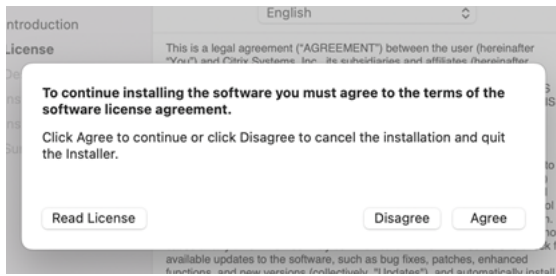 English
ntroduction
License
This is a legal agreement ("AGREEMENT") between the user (hereinafter
"You") and Citrix Systems, Inc., its subsidiaries and affiliates (hereinafter
To continue installing the software you must agree to the terms of the
software license agreement.
Click Agree to continue or click Disagree to cancel the installation and quit
the Installer.
Read License
Disagree
Agree
available updates to the software, such as bug fixes, patches, enhanced
functions, and new versions (collectively, "Updates"), and automatically install